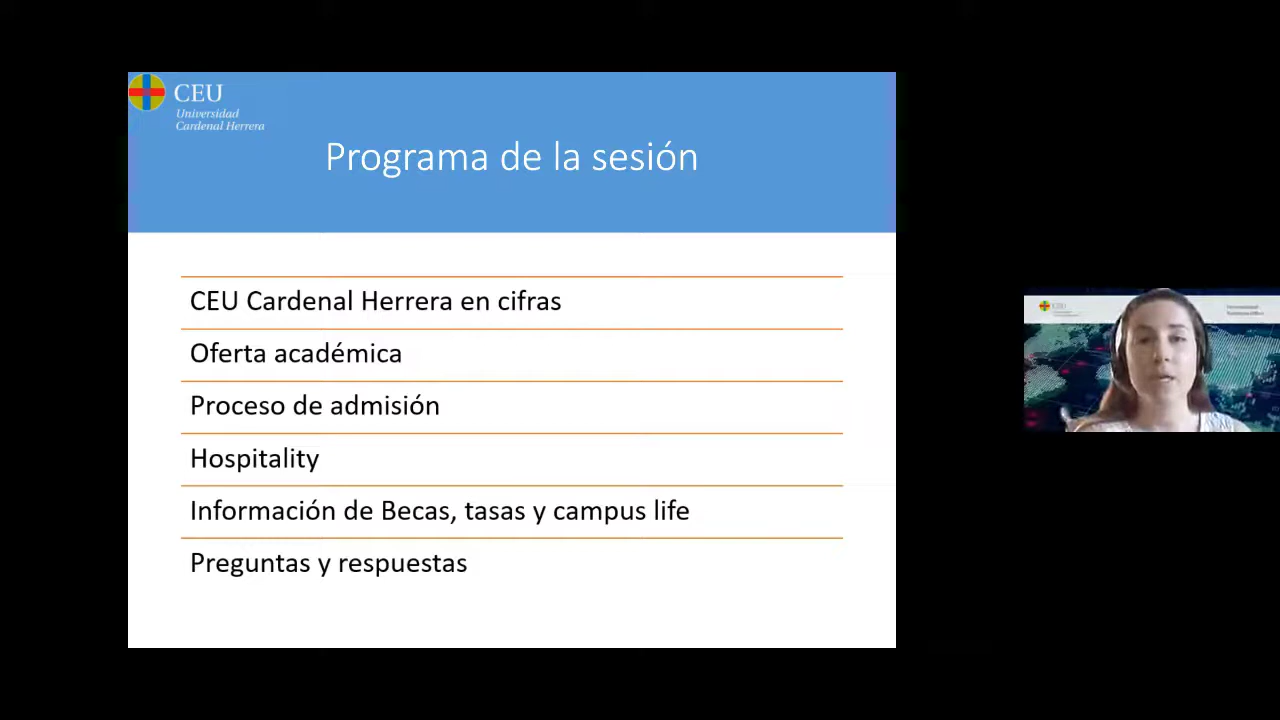 CEU
Universidad
Cardenal Herrera
Programa de la sesión
CEU Cardenal Herrera en cifras
Oferta académica
Proceso de admisión
Hospitality
Información de Becas, tasas y campus life
Preguntas y respuestas
CEU